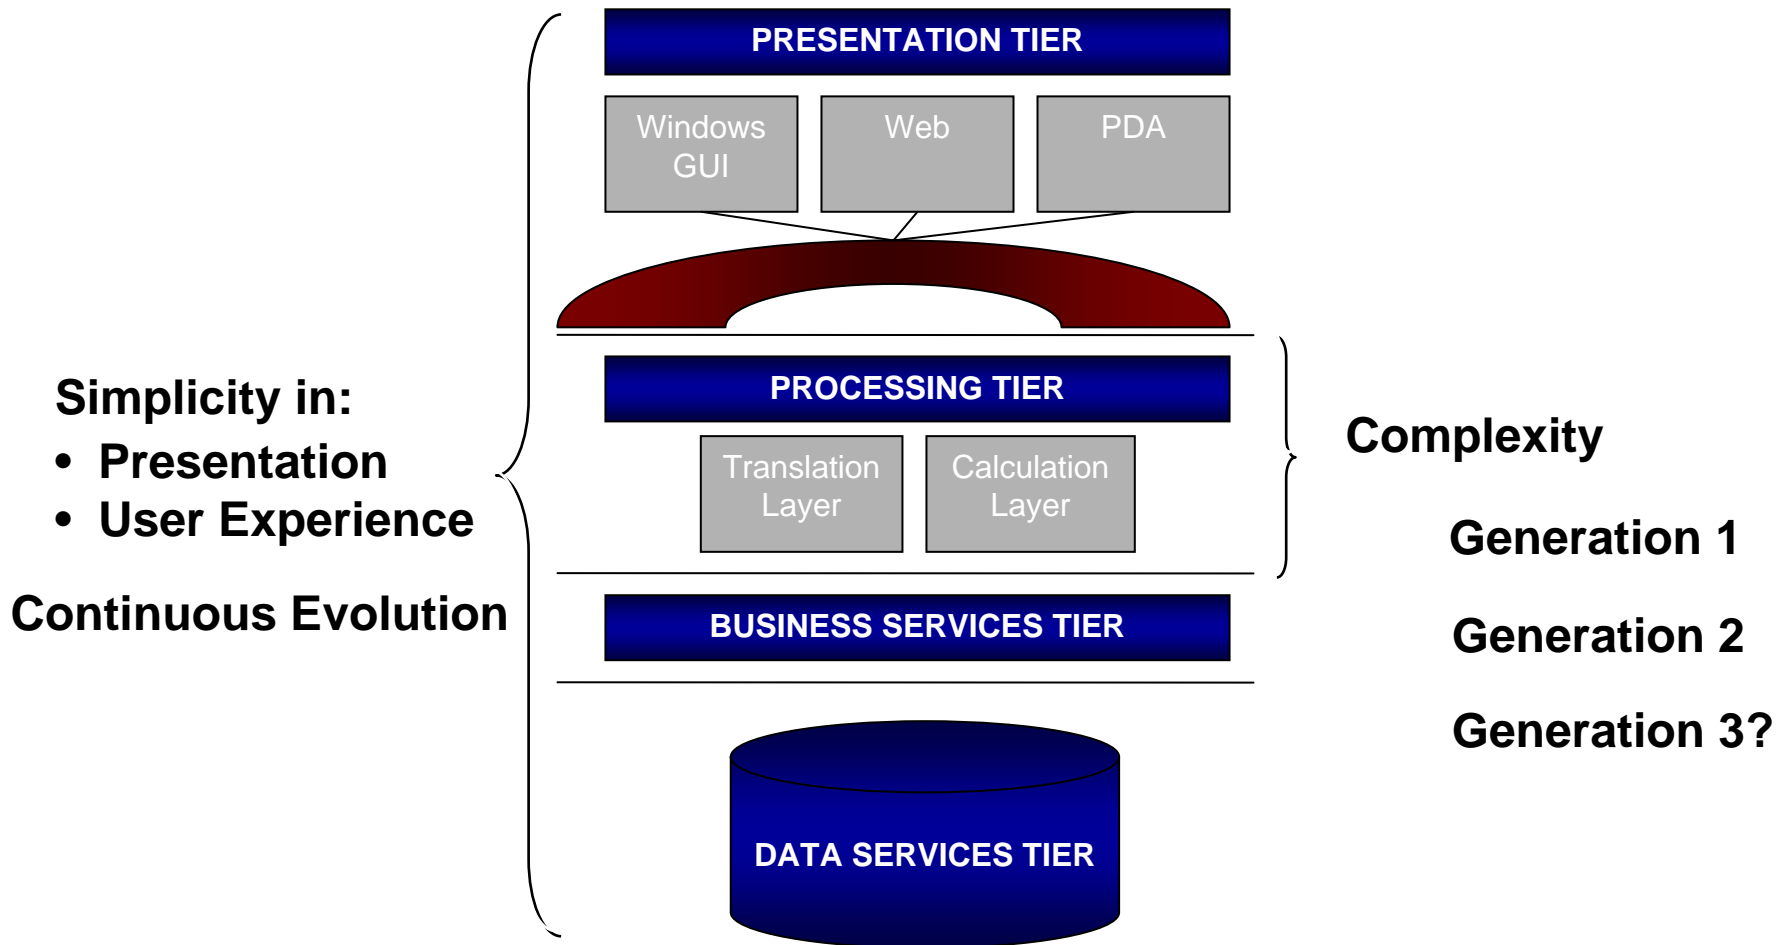 PRESENTATION TIER
Windows
GUI
Web
PDA
Simplicity in:
• Presentation
• User Experience
Continuous Evolution
PROCESSING TIER
Translation
Layer
Calculation
Layer
BUSINESS SERVICES TIER
DATA SERVICES TIER
Complexity
Generation 1
Generation 2
Generation 3?